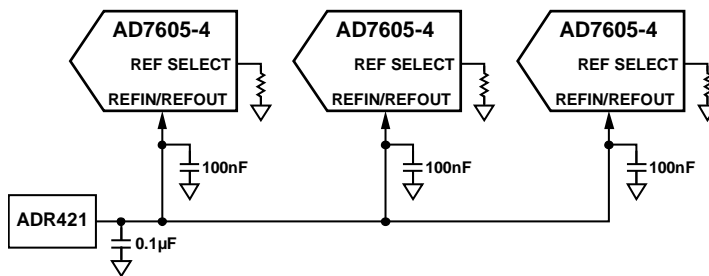 AD7605-4
REF SELECT
REFIN/REFOUT
100nF
AD7605-4
REF SELECT
REFIN/REFOUT
100nF
AD7605-4
REF SELECT
REFIN/REFOUT
100nF
ADR421
0.1µF